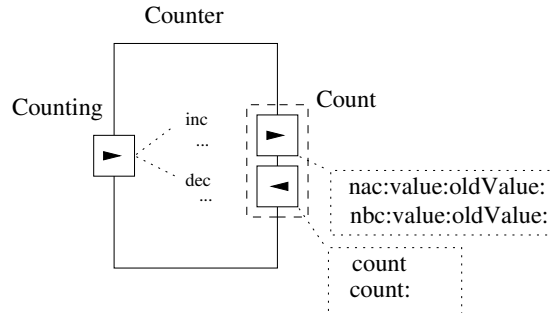 Counter
Counting
Count
inc
...
dec
...
nac:value:oldValue:
nbc:value:oldValue:
count
count: